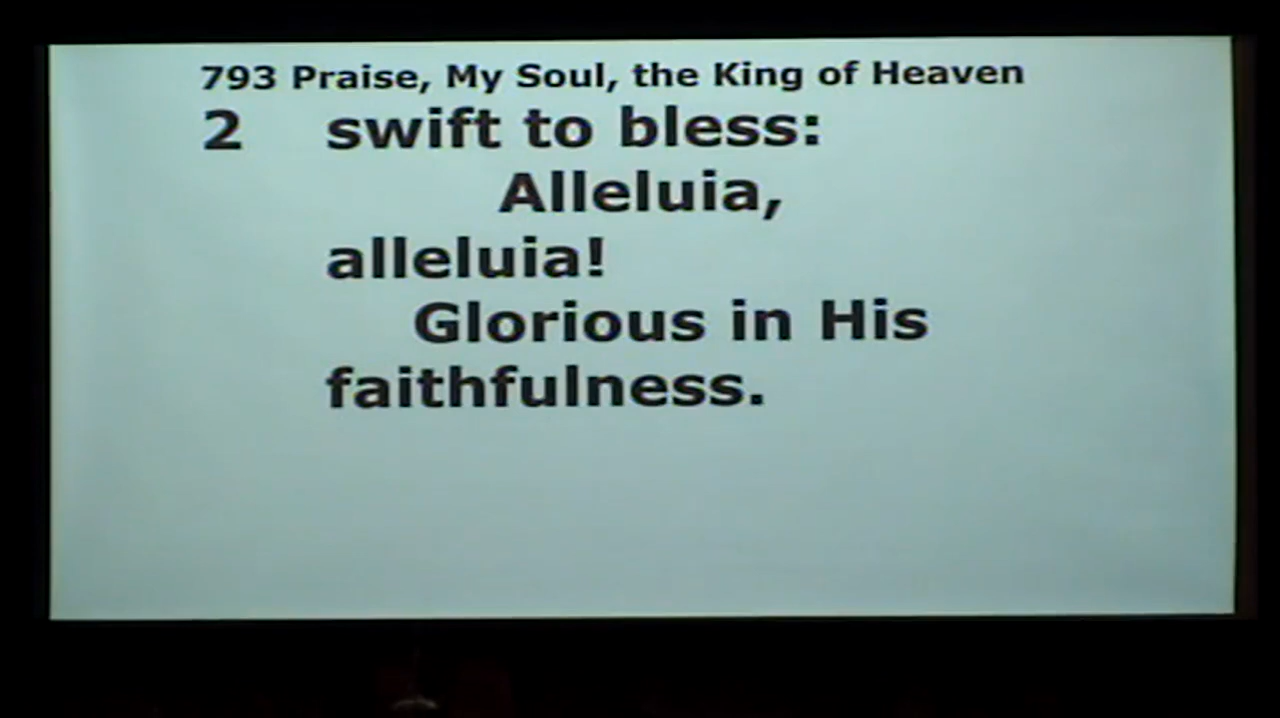 793 Praise, My Soul, the King of Heaven
2 swift to bless:
Alleluia,
alleluia!
Glorious in His
faithfulness.